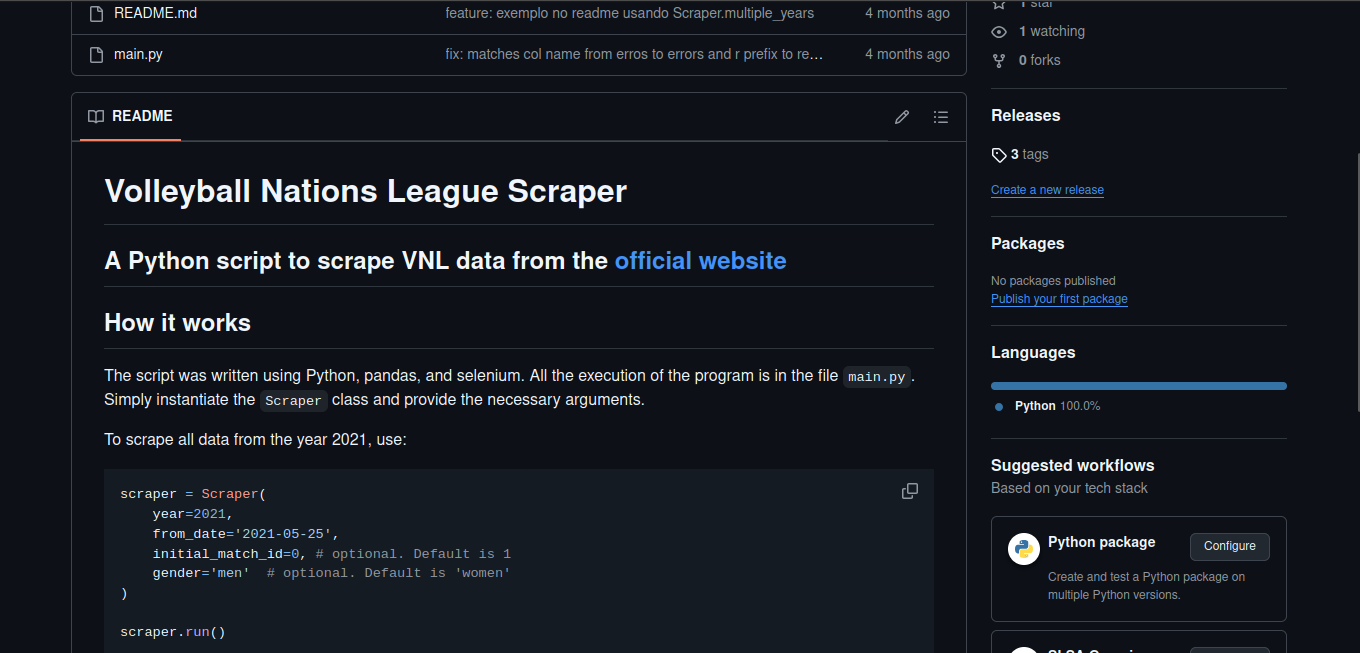 README.md feature: exemplo no readme usando Scraper.multiple_years 4 months ago
main.py fix: matches col name from erros to errors and r prefix to re… 4 months ago
README
Volleyball Nations League Scraper
A Python script to scrape VNL data from the official website
How it works
The script was written using Python, pandas, and selenium. All the execution of the program is in the file main.py.
Simply instantiate the Scraper class and provide the necessary arguments.
To scrape all data from the year 2021, use:
scraper = Scraper(
    year=2021,
    from_date='2021-05-25',
    initial_match_id=0, # optional. Default is 1
    gender='men'  # optional. Default is 'women'
)
scraper.run()
1 star
1 watching
0 forks
Releases
3 tags
Create a new release
Packages
No packages published
Publish your first package
Languages
Python 100.0%
Suggested workflows
Based on your tech stack
Python package
Configure
Create and test a Python package on
multiple Python versions.